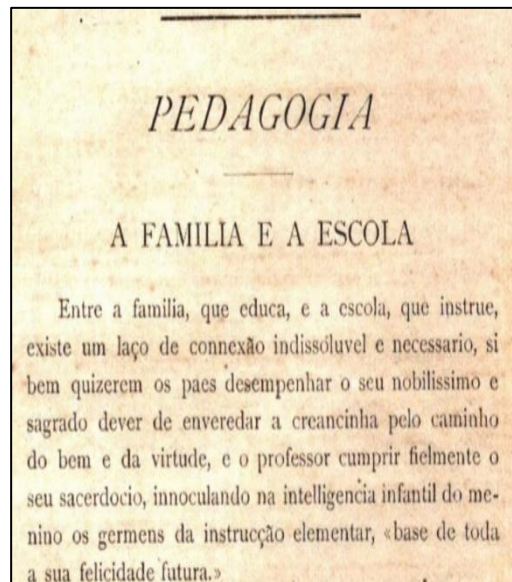 PEDAGOGIA
A FAMILIA E A ESCOLA
Entre a familia, que educa, e a escola, que instrue,
existe um laço de connexão indissoluvel e necessario, si
bem quizerem os paes desempenhar o seu nobilissimo e
sagrado dever de enveredar a creancinha pelo caminho
do bem e da virtude, e o professor cumprir fielmente o
seu sacerdocio, innoculando na intelligencia infantil do me-
nino os germens da instrucção elementar, «base de toda
a sua felicidade futura.»